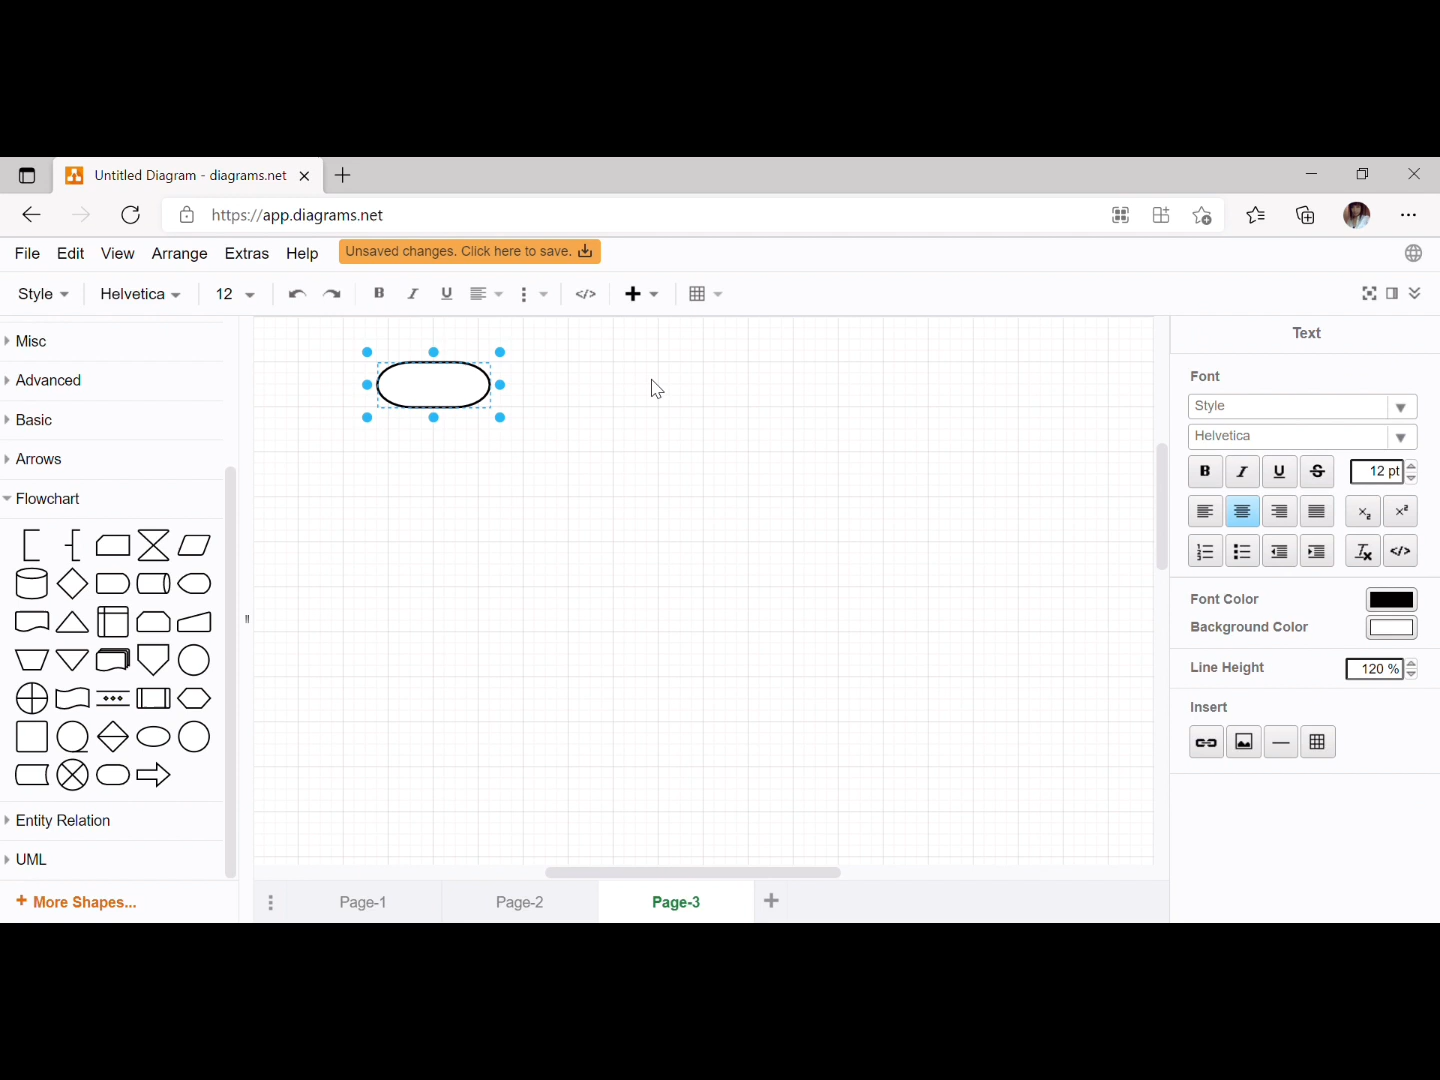 Untitled Diagram - diagrams.net
https://app.diagrams.net
File Edit View Arrange Extras Help Unsaved changes. Click here to save.
Style Helvetica 12 B I U </>
Misc
Advanced
Basic
Arrows
Flowchart
Entity Relation
UML
+ More Shapes...
Page-1 Page-2 Page-3
Text
Font
Style
Helvetica
B I U S 12 pt
Font Color
Background Color
Line Height 120 %
Insert